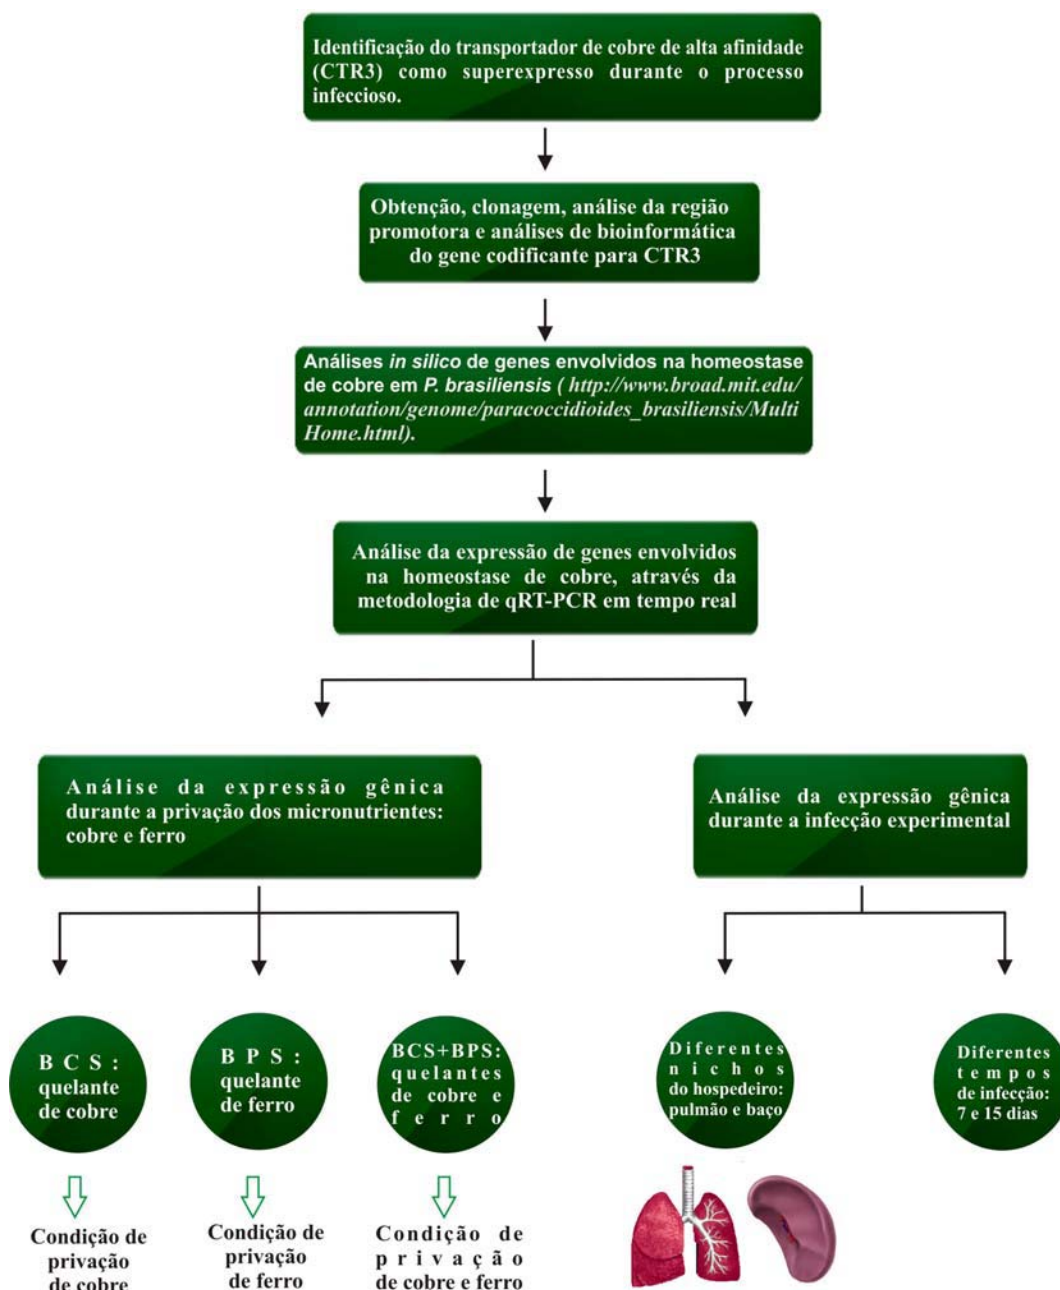 Identificação do transportador de cobre de alta afinidade
(CTR3) como superexpresso durante o processo
infeccioso.
Obtenção, clonagem, análise da região
promotora e análises de bioinformática
do gene codificante para CTR3
Análises in silico de genes envolvidos na homeostase
de cobre em P. brasiliensis ( http://www.broad.mit.edu/
annotation/genome/paracoccidioides_brasiliensis/Multi
Home.html).
Análise da expressão de genes envolvidos
na homeostase de cobre, através da
metodologia de qRT-PCR em tempo real
Análise da expressão gênica
durante a privação dos micronutrientes:
cobre e ferro
Análise da expressão gênica
durante a infecção experimental
BCS:
quelante
de cobre
BPS:
quelante
de ferro
BCS+BPS:
quelantes
de cobre e
ferro
Diferentes
nichos
do hospedeiro:
pulmão e baço
Diferentes
tempos
de infecção:
7 e 15 dias
Condição de
privação
de cobre
Condição de
privação
de ferro
Condição de
privação
de cobre e ferro